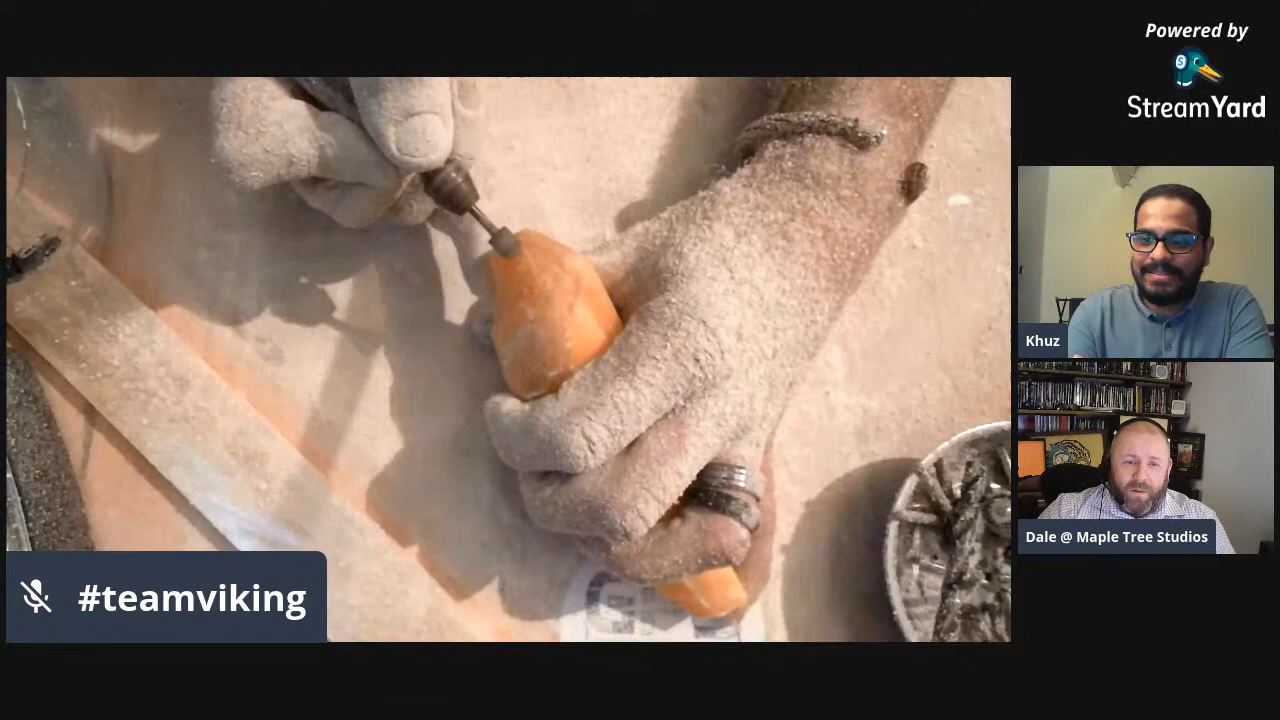 Powered by
StreamYard
Khuz
Dale @ Maple Tree Studios
#teamviking